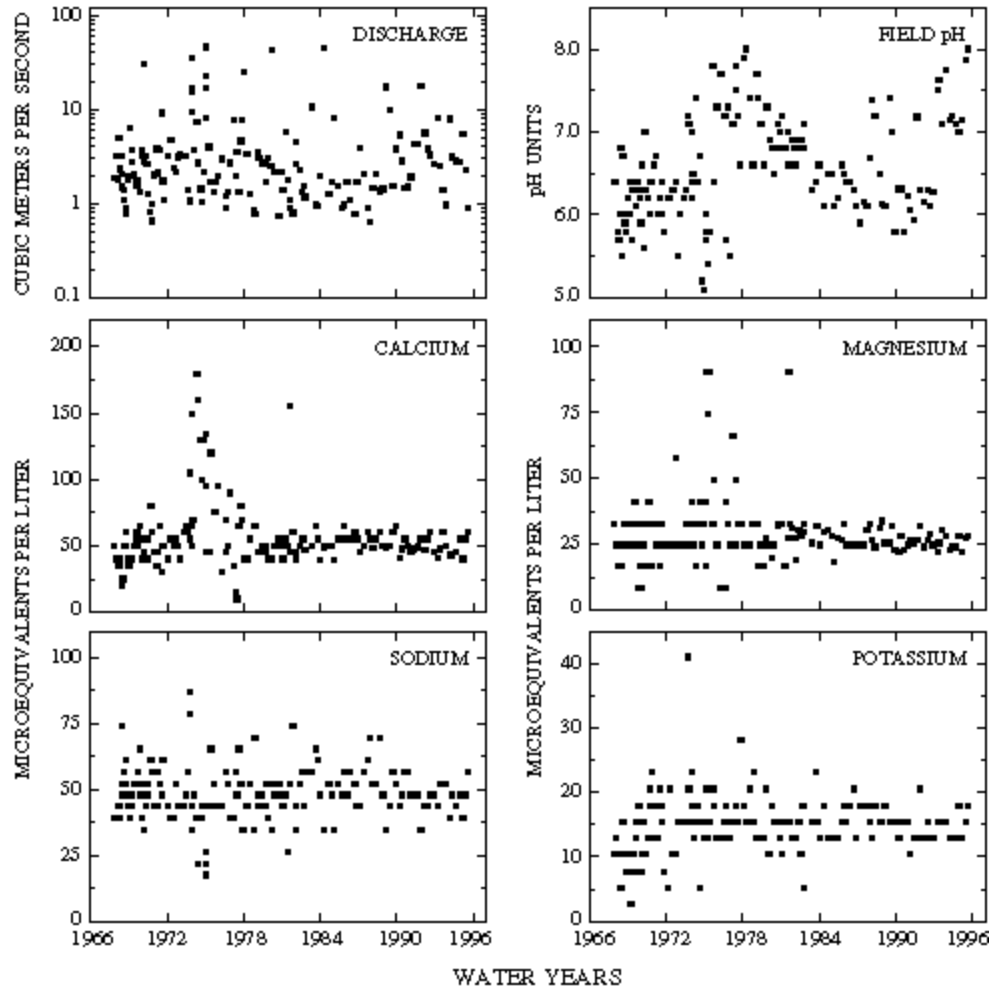 DISCHARGE
CUBIC METERS PER SECOND
100
10
1
0.1
FIELD pH
pH UNITS
8.0
7.0
6.0
5.0
CALCIUM
MICROEQUIVALENTS PER LITER
200
150
100
50
0
MAGNESIUM
MICROEQUIVALENTS PER LITER
100
75
50
25
0
SODIUM
100
75
50
25
0
1966 1972 1978 1984 1990 1996
POTASSIUM
40
30
20
10
0
1966 1972 1978 1984 1990 1996
WATER YEARS